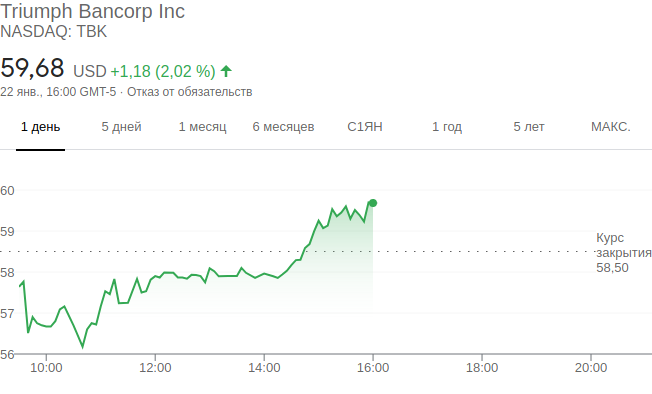 Triumph Bancorp Inc
NASDAQ: TBK
59,68 USD +1,18 (2,02 %)
22 янв., 16:00 GMT-5 · Отказ от обязательств
1 день 5 дней 1 месяц 6 месяцев С1ЯН 1 год 5 лет МАКС.
60
59
Курс
закрытия
58,50
58
57
56
10:00 12:00 14:00 16:00 18:00 20:00